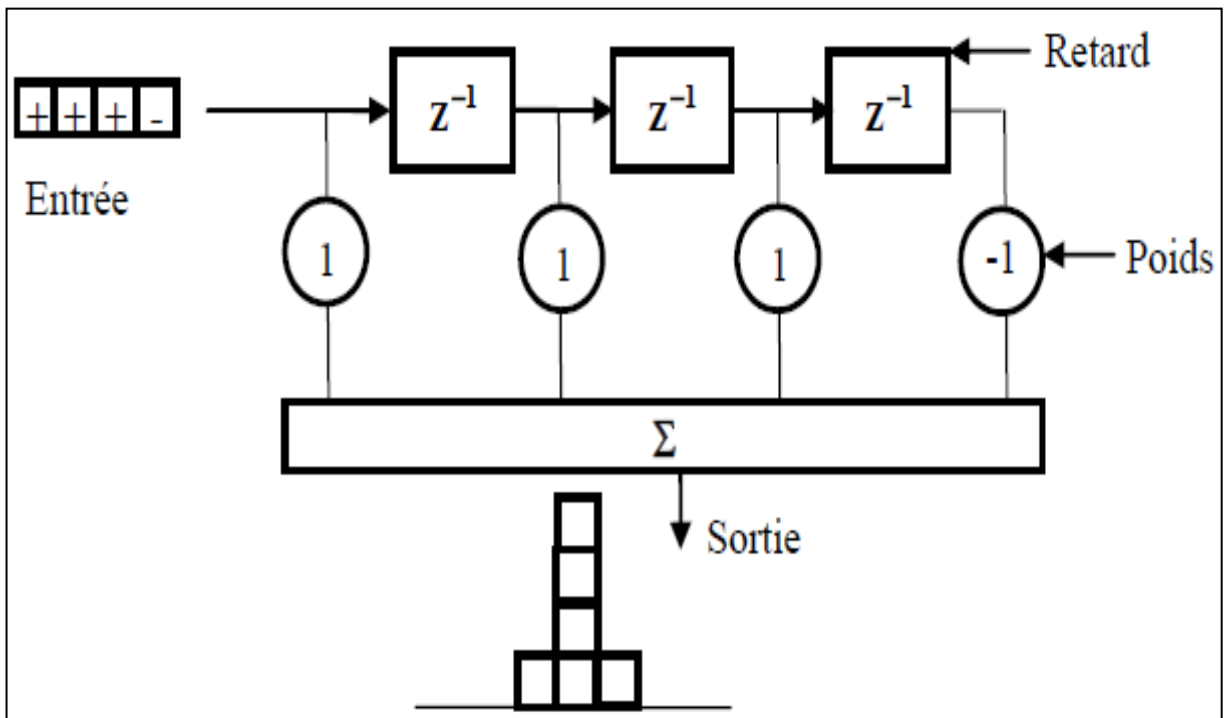 Retard
+ + + -
z⁻¹ z⁻¹ z⁻¹
Entrée
1 1 1 -1
Poids
Σ
Sortie